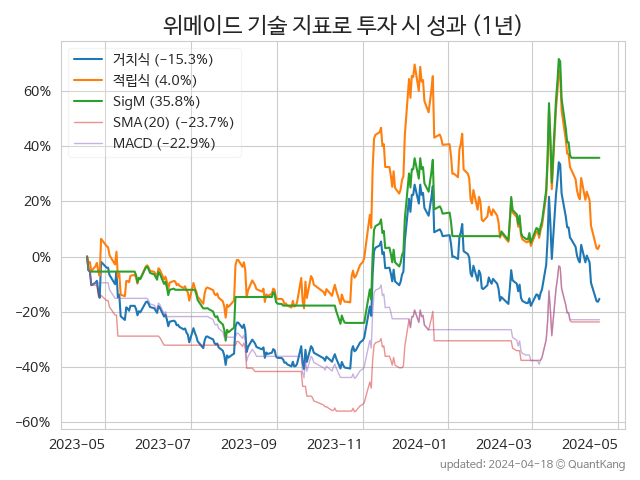 위메이드 기술 지표로 투자 시 성과 (1년)
거치식 (−15.3%)
적립식 (4.0%)
SigM (35.8%)
SMA(20) (−23.7%)
MACD (−22.9%)
60%
40%
20%
0%
−20%
−40%
−60%
2023-05 2023-07 2023-09 2023-11 2024-01 2024-03 2024-05
updated: 2024-04-18 © QuantKang